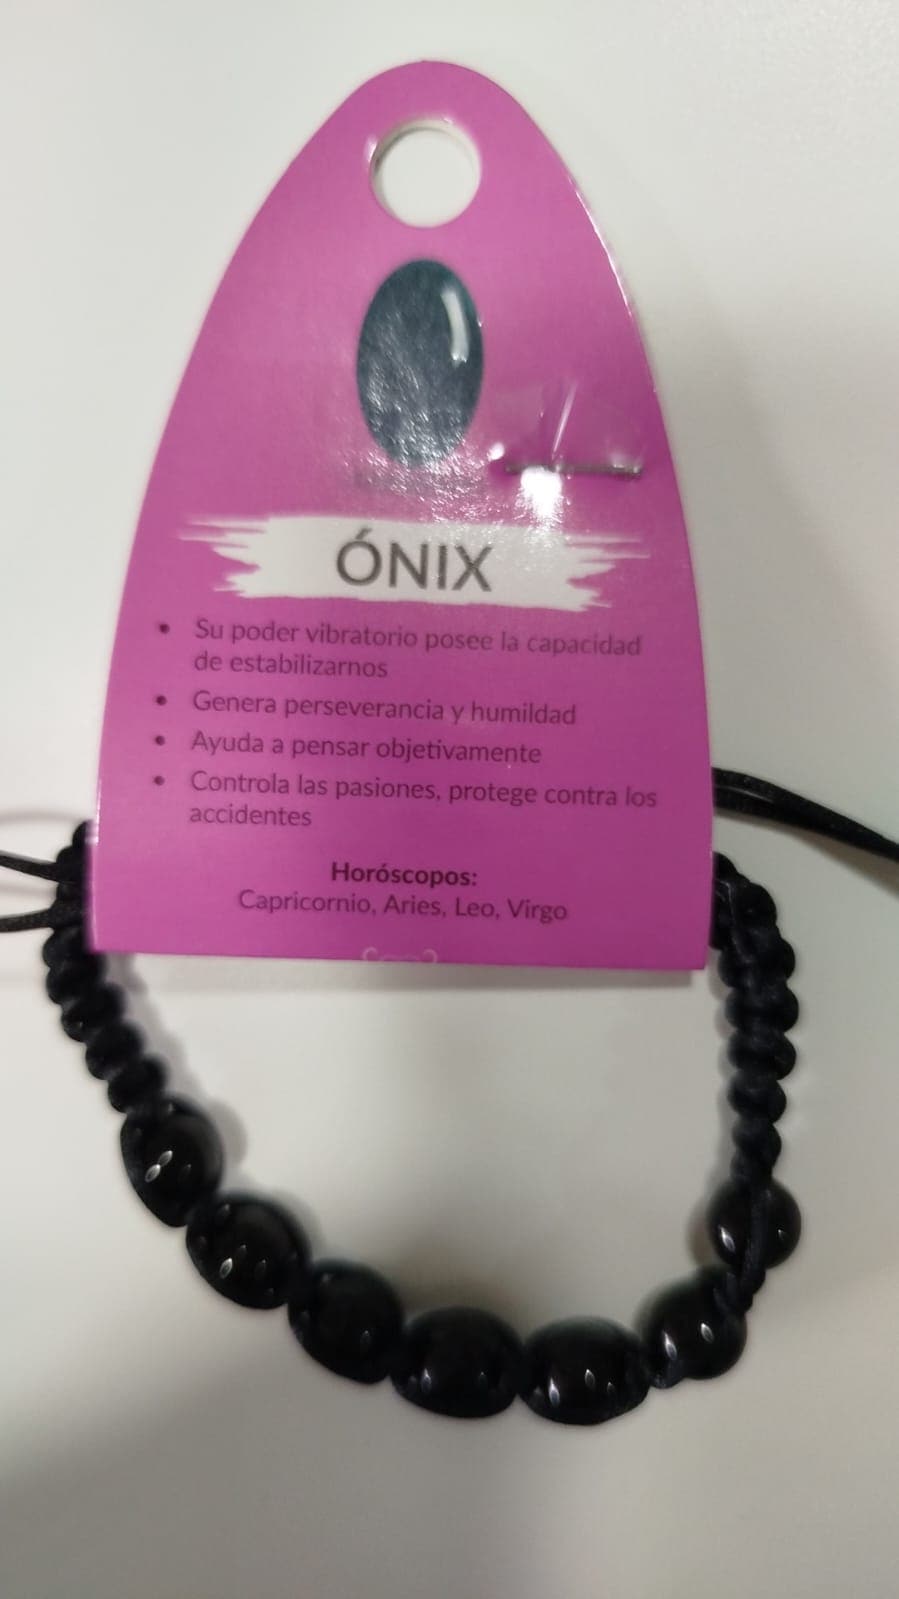 ÓNIX
• Su poder vibratorio posee la capacidad
de estabilizarnos
• Genera perseverancia y humildad
• Ayuda a pensar objetivamente
• Controla las pasiones, protege contra los
accidentes
Horóscopos:
Capricornio, Aries, Leo, Virgo